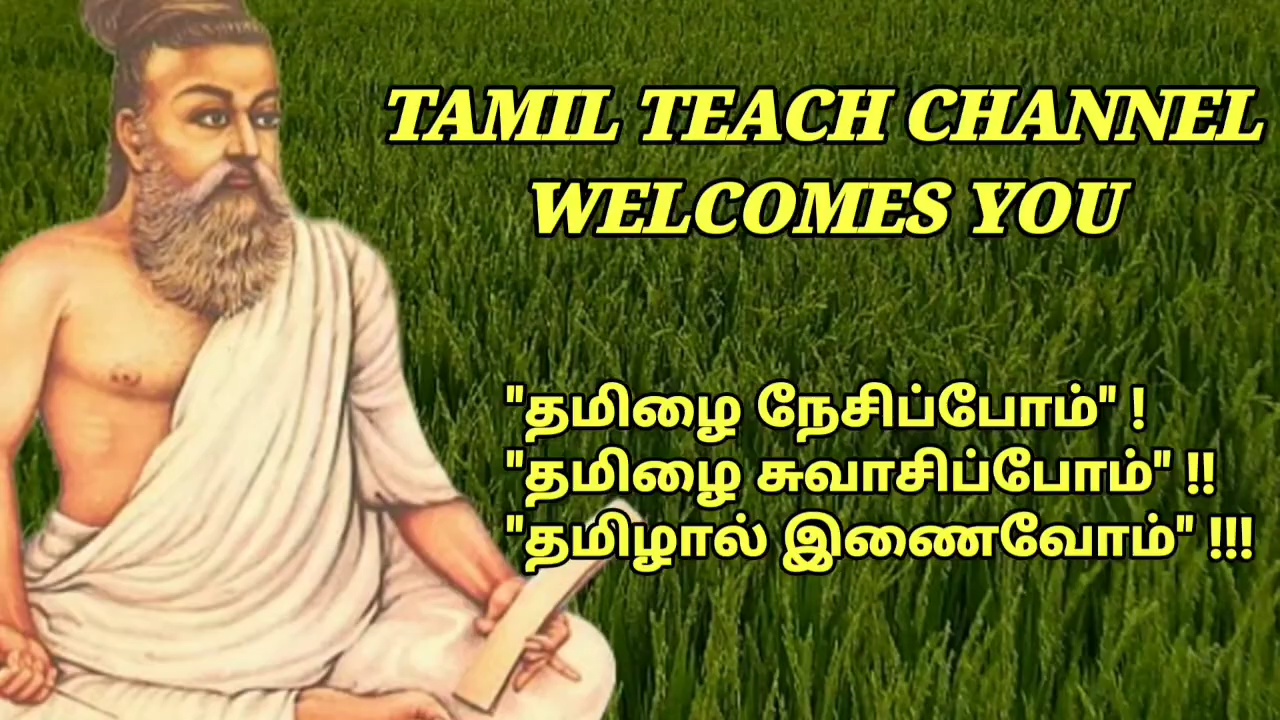 TAMIL TEACH CHANNEL
WELCOMES YOU
"தமிழை நேசிப்போம்" !
"தமிழை சுவாசிப்போம்" !!
"தமிழால் இணைவோம்" !!!